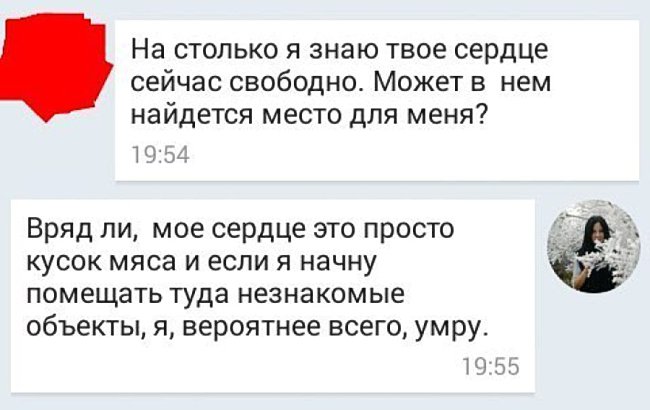 На столько я знаю твое сердце
сейчас свободно. Может в нем
найдется место для меня?
19:54
Вряд ли, мое сердце это просто
кусок мяса и если я начну
помещать туда незнакомые
объекты, я, вероятнее всего, умру.
19:55